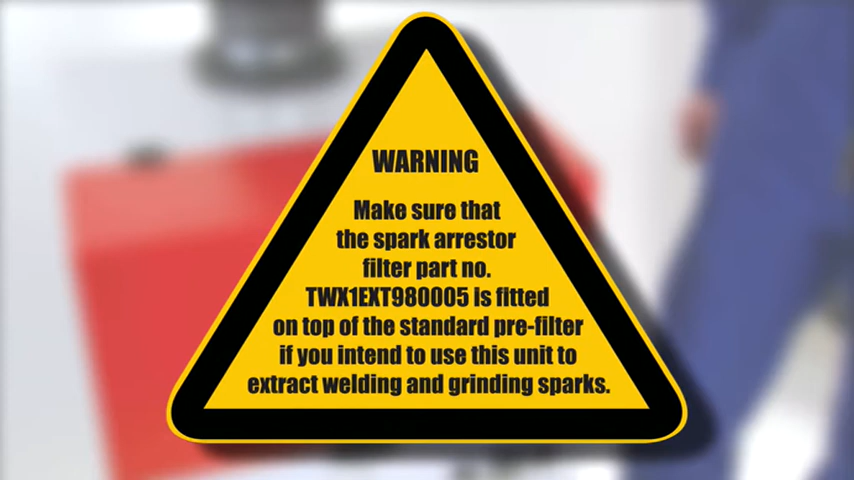 WARNING
Make sure that
the spark arrestor
filter part no.
TWX1EXT980005 is fitted
on top of the standard pre-filter
if you intend to use this unit to
extract welding and grinding sparks.